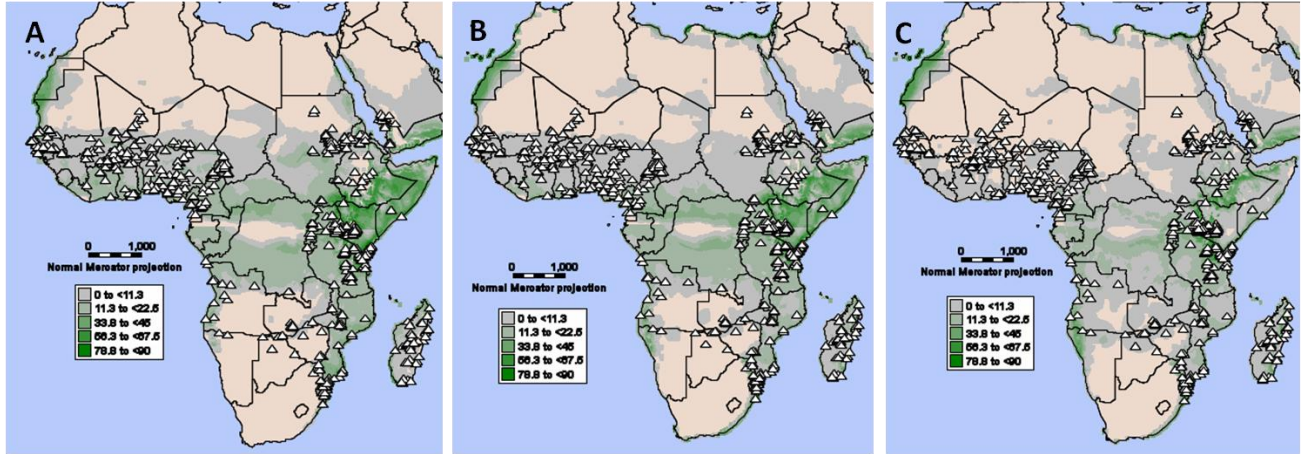 A
0 1,000
Normal Mercator projection
0 to <11.3
11.3 to <22.5
33.8 to <45
56.3 to <67.5
78.8 to <90
B
0 1,000
Normal Mercator projection
0 to <11.3
11.3 to <22.5
33.8 to <45
56.3 to <67.5
78.8 to <90
C
0 1,000
Normal Mercator projection
0 to <11.3
11.3 to <22.5
33.8 to <45
56.3 to <67.5
78.8 to <90